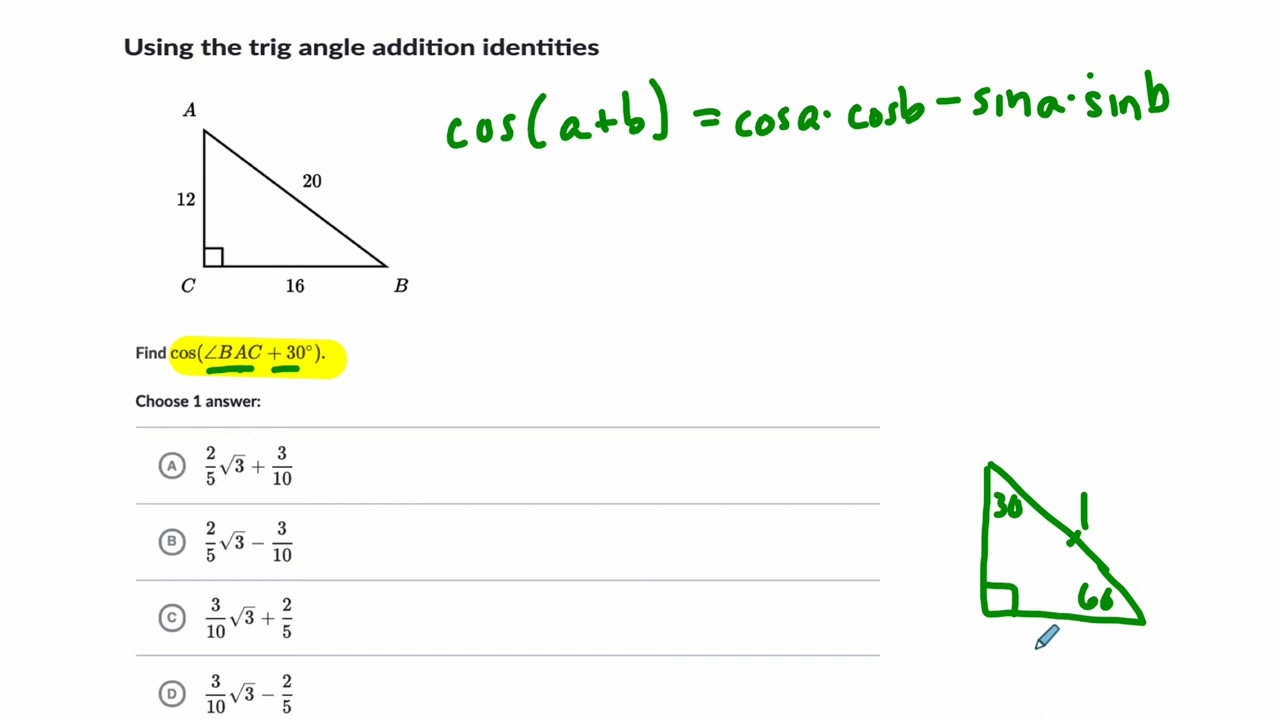 Using the trig angle addition identities
cos(a+b) = cosa · cosb − sina · sinb
A
20
12
C
16
B
Find cos(∠BAC + 30°).
Choose 1 answer:
A 2/5 √3 + 3/10
B 2/5 √3 − 3/10
C 3/10 √3 + 2/5
D 3/10 √3 − 2/5
30
1
60